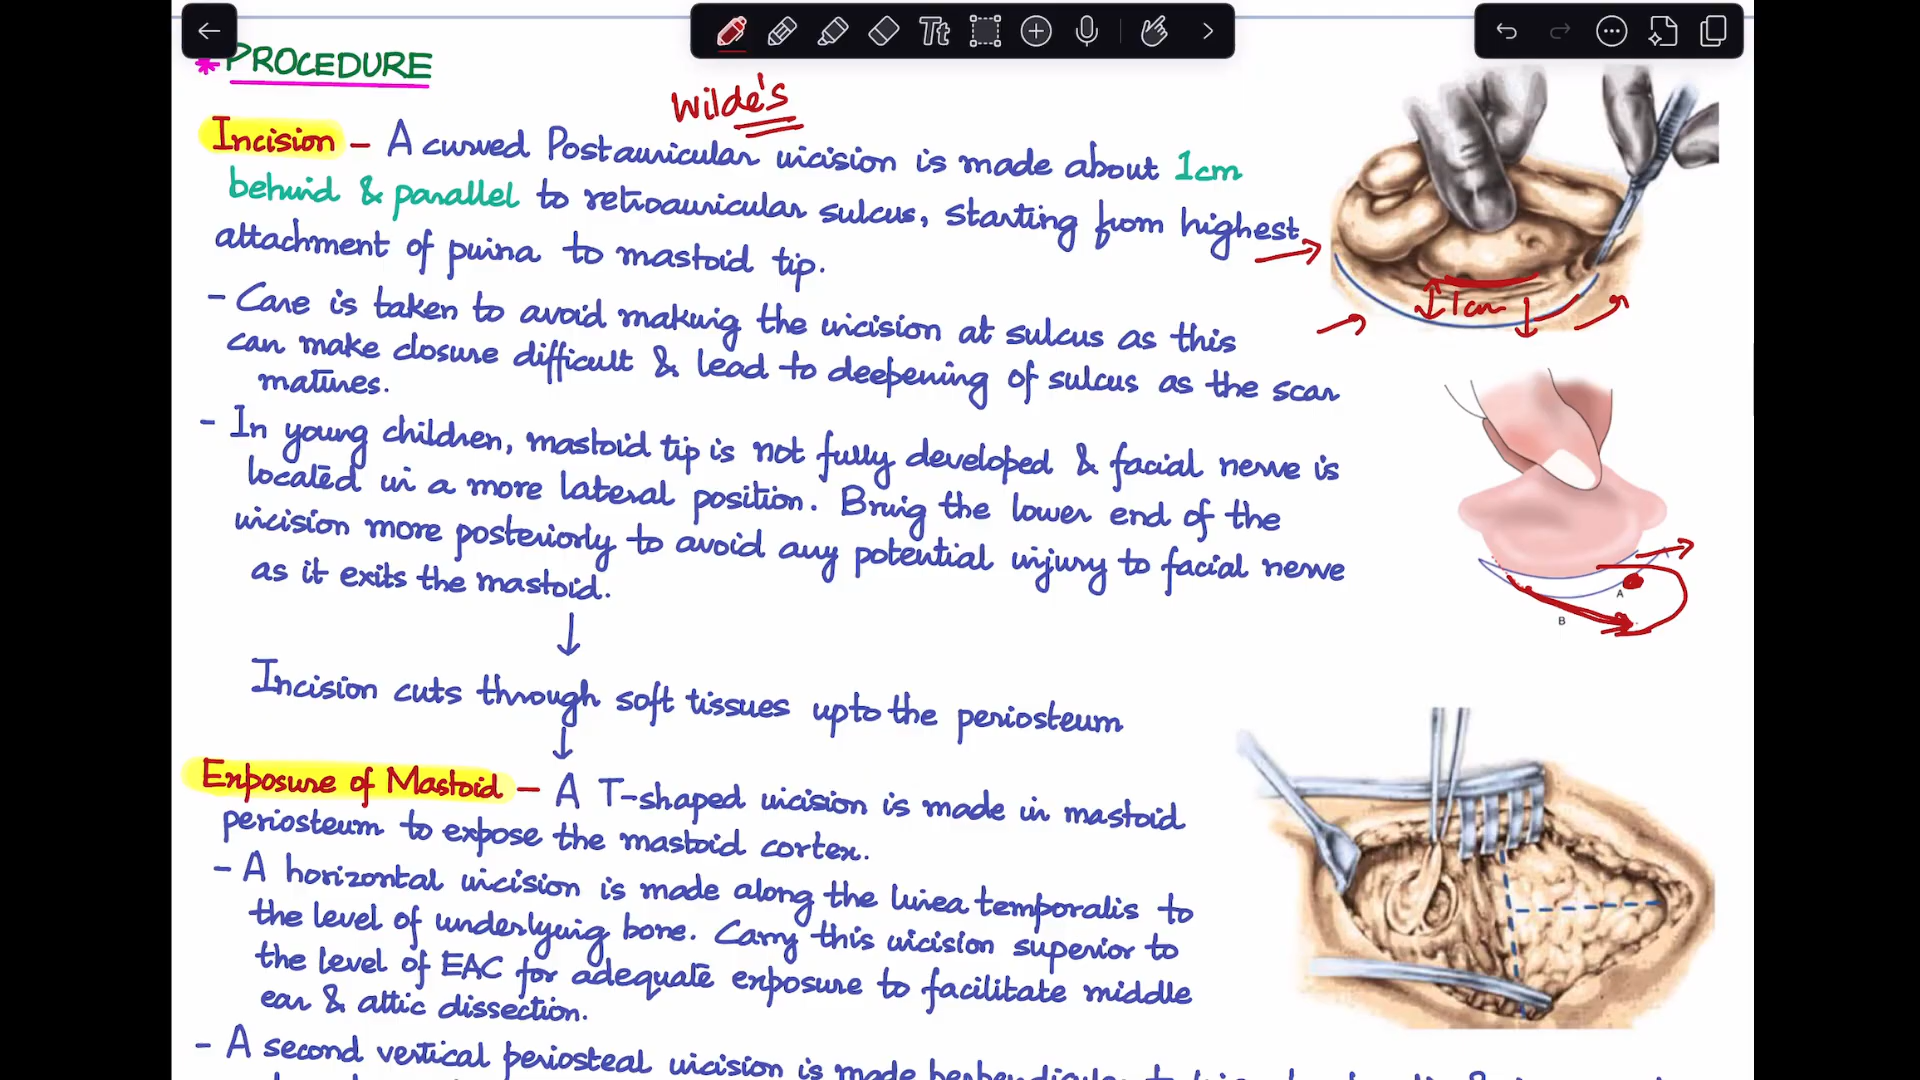 * PROCEDURE
Wilde's
Incision – A curved Postauricular incision is made about 1cm
behind & parallel to retroauricular sulcus, starting from highest
attachment of pinna to mastoid tip.
1cm
- Care is taken to avoid making the incision at sulcus as this
can make closure difficult & lead to deepening of sulcus as the scar
matures.
- In young children, mastoid tip is not fully developed & facial nerve is
located in a more lateral position. Bring the lower end of the
incision more posteriorly to avoid any potential injury to facial nerve
as it exits the mastoid.
A
B
↓
Incision cuts through soft tissues upto the periosteum
↓
Exposure of Mastoid – A T-shaped incision is made in mastoid
periosteum to expose the mastoid cortex.
- A horizontal incision is made along the linea temporalis to
the level of underlying bone. Carry this incision superior to
the level of EAC for adequate exposure to facilitate middle
ear & attic dissection.
- A second vertical periosteal incision is made perpendicular to